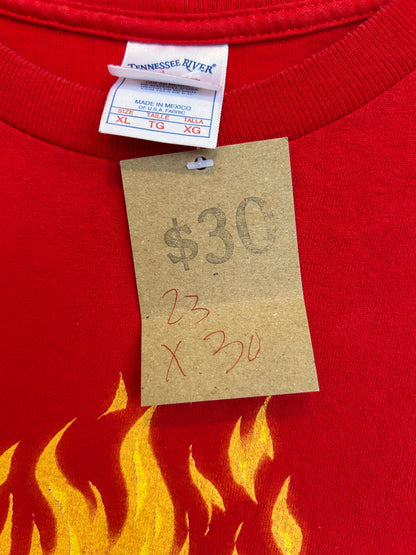 TENNESSEE RIVER
MADE IN MEXICO
OF U.S.A. FABRIC
SIZE TAILLE TALLA
XL TG XG
$30
23
X 30